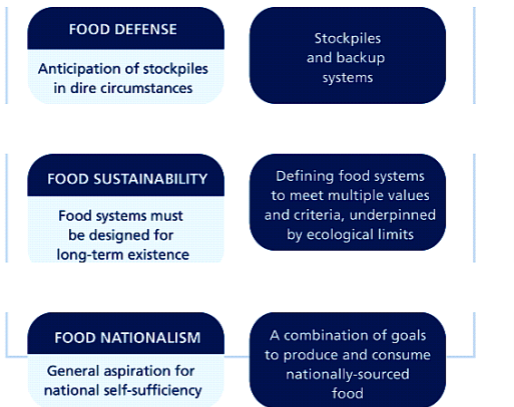 FOOD DEFENSE
Anticipation of stockpiles
in dire circumstances
Stockpiles
and backup
systems
FOOD SUSTAINABILITY
Food systems must
be designed for
long-term existence
Defining food systems
to meet multiple values
and criteria, underpinned
by ecological limits
FOOD NATIONALISM
General aspiration for
national self-sufficiency
A combination of goals
to produce and consume
nationally-sourced
food